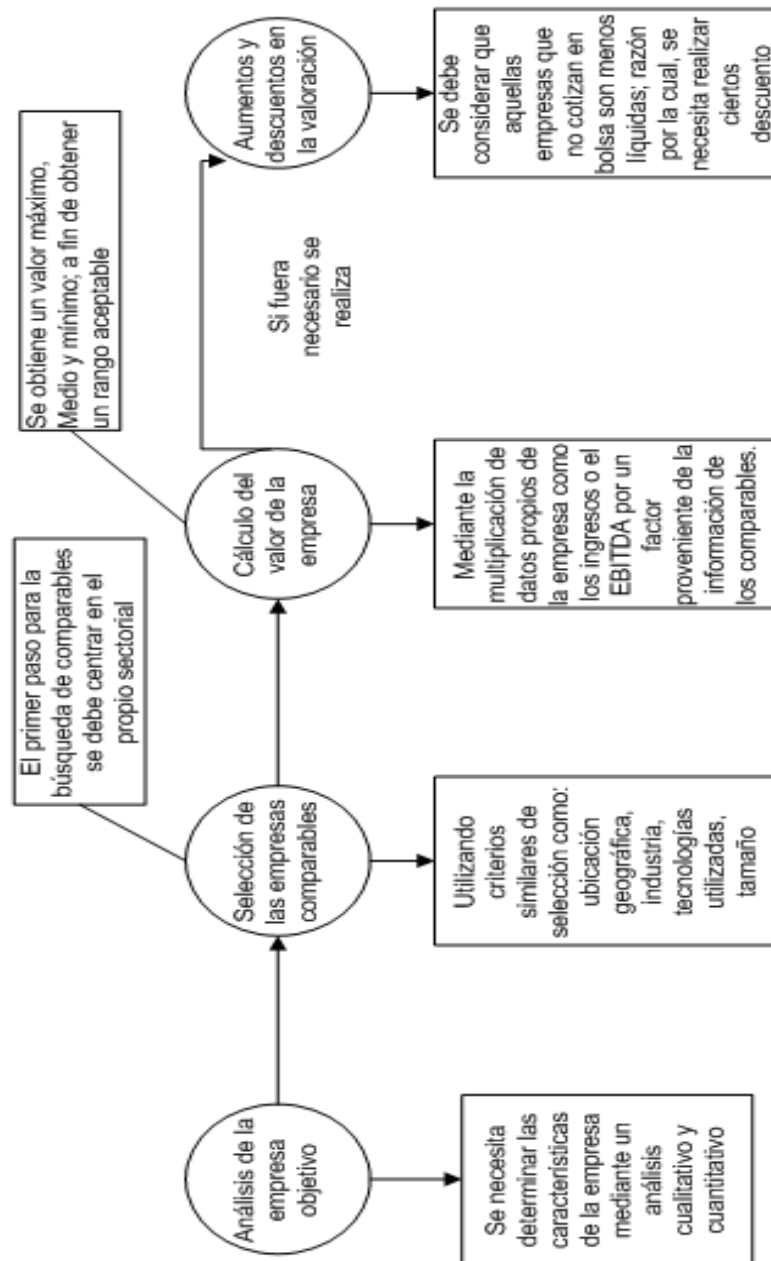 El primer paso para la
búsqueda de comparables
se debe centrar en el
propio sectorial
Se obtiene un valor máximo,
Medio y mínimo; a fin de obtener
un rango aceptable
Análisis de la
empresa
objetivo
Selección de
las empresas
comparables
Cálculo del
valor de la
empresa
Si fuera
necesario se
realiza
Aumentos y
descuentos en
la valoración
Se necesita
determinar las
características
de la empresa
mediante un
análisis
cualitativo y
cuantitativo
Utilizando
criterios
similares de
selección como:
ubicación
geográfica,
industria,
tecnologías
utilizadas,
tamaño
Mediante la
multiplicación de
datos propios de
la empresa como
los ingresos o el
EBITDA por un
factor
proveniente de la
información de
los comparables.
Se debe
considerar que
aquellas
empresas que
no cotizan en
bolsa son menos
líquidas; razón
por la cual, se
necesita realizar
ciertos
descuento